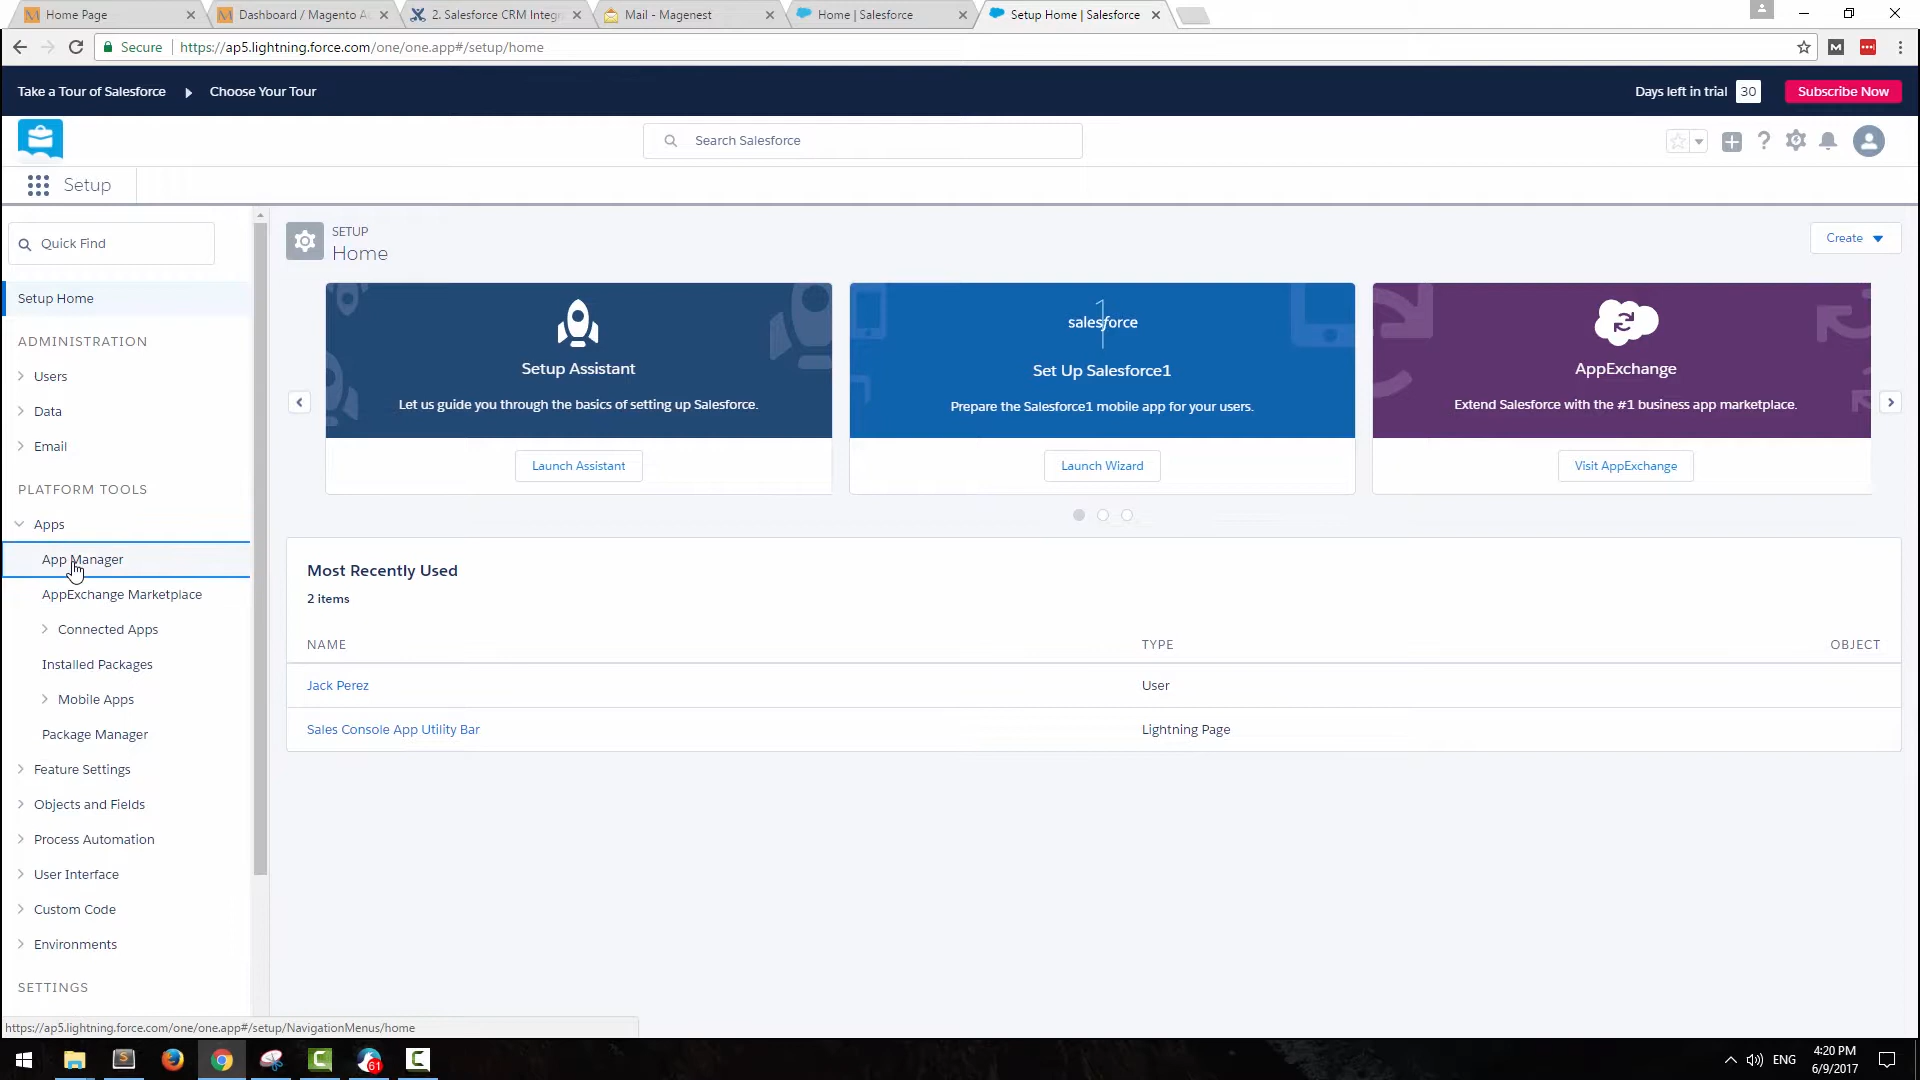 Home Page
Dashboard / Magento A
2. Salesforce CRM Integ
Mail - Magenest
Home | Salesforce
Setup Home | Salesforce
Secure
https://ap5.lightning.force.com/one/one.app#/setup/home
Take a Tour of Salesforce
Choose Your Tour
Days left in trial 30
Subscribe Now
Search Salesforce
Setup
Quick Find
Setup Home
ADMINISTRATION
Users
Data
Email
PLATFORM TOOLS
Apps
App Manager
AppExchange Marketplace
Connected Apps
Installed Packages
Mobile Apps
Package Manager
Feature Settings
Objects and Fields
Process Automation
User Interface
Custom Code
Environments
SETTINGS
SETUP
Home
Create
Setup Assistant
Let us guide you through the basics of setting up Salesforce.
Launch Assistant
salesforce
1
Set Up Salesforce1
Prepare the Salesforce1 mobile app for your users.
Launch Wizard
AppExchange
Extend Salesforce with the #1 business app marketplace.
Visit AppExchange
Most Recently Used
2 items
NAME TYPE OBJECT
Jack Perez User
Sales Console App Utility Bar Lightning Page
https://ap5.lightning.force.com/one/one.app#/setup/NavigationMenus/home
61
ENG
4:20 PM
6/9/2017